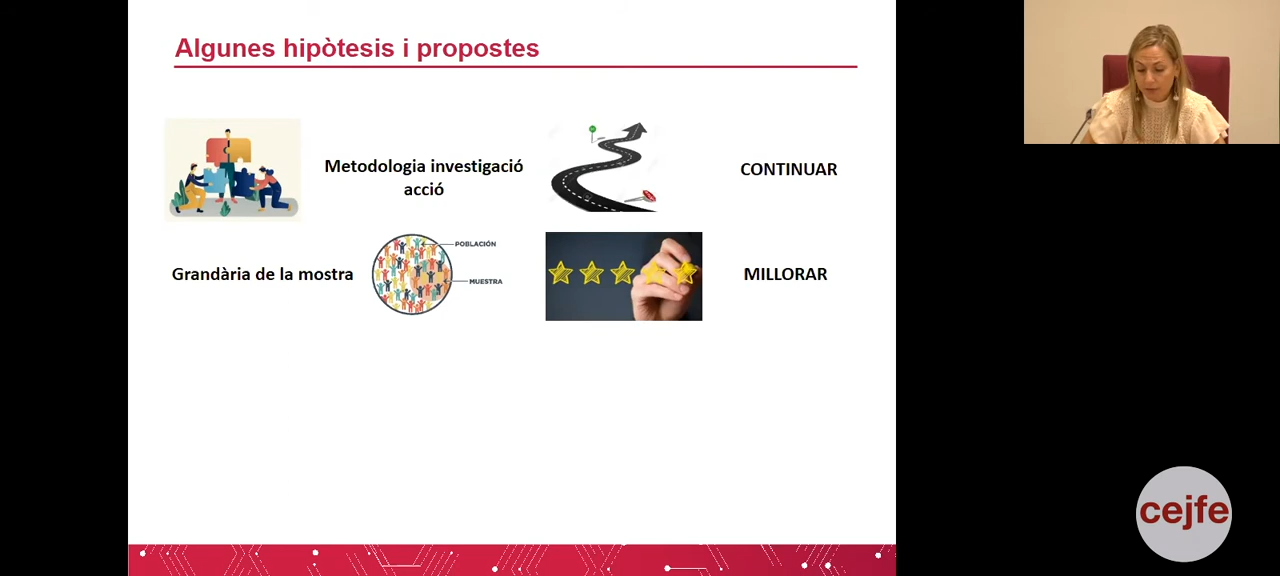 Algunes hipòtesis i propostes
Metodologia investigació
acció
CONTINUAR
Grandària de la mostra
POBLACIÓN
MUESTRA
MILLORAR
cejfe